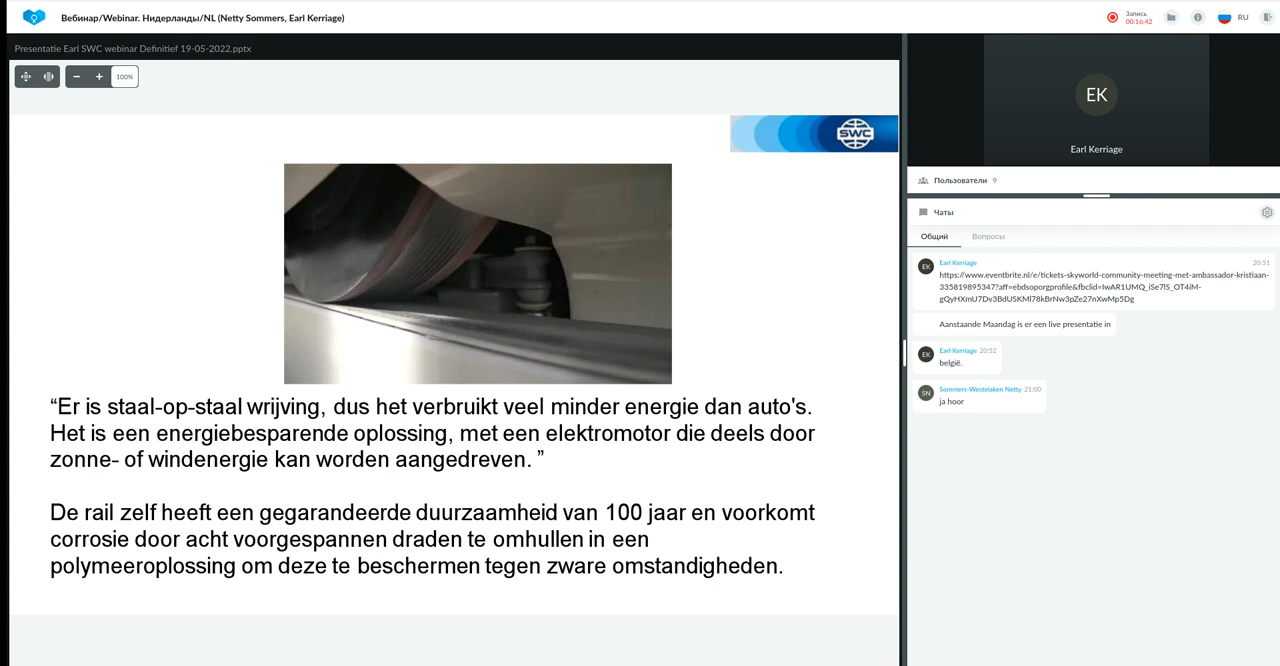 Вебинар/Webinar. Нидерланды/NL (Netty Sommers, Earl Kerriage)
Запись
00:16:42
RU
Presentatie Earl SWC webinar Definitief 19-05-2022.pptx
100%
SWC
“Er is staal-op-staal wrijving, dus het verbruikt veel minder energie dan auto's.
Het is een energiebesparende oplossing, met een elektromotor die deels door
zonne- of windenergie kan worden aangedreven. ”
De rail zelf heeft een gegarandeerde duurzaamheid van 100 jaar en voorkomt
corrosie door acht voorgespannen draden te omhullen in een
polymeeroplossing om deze te beschermen tegen zware omstandigheden.
EK
Earl Kerriage
Пользователи 9
Чаты
Общий Вопросы
EK
Earl Kerriage 20:51
https://www.eventbrite.nl/e/tickets-skyworld-community-meeting-met-ambassador-kristiaan-
335819895347?aff=ebdsoporgprofile&fbclid=IwAR1UMQ_iSe7lS_OT4iM-
gQyHXmU7Dv3BdUSKMl78kBrNw3pZe27nXwMp5Dg
Aanstaande Maandag is er een live presentatie in
EK
Earl Kerriage 20:52
belgië.
SN
Sommers-Westelaken Netty 21:00
ja hoor